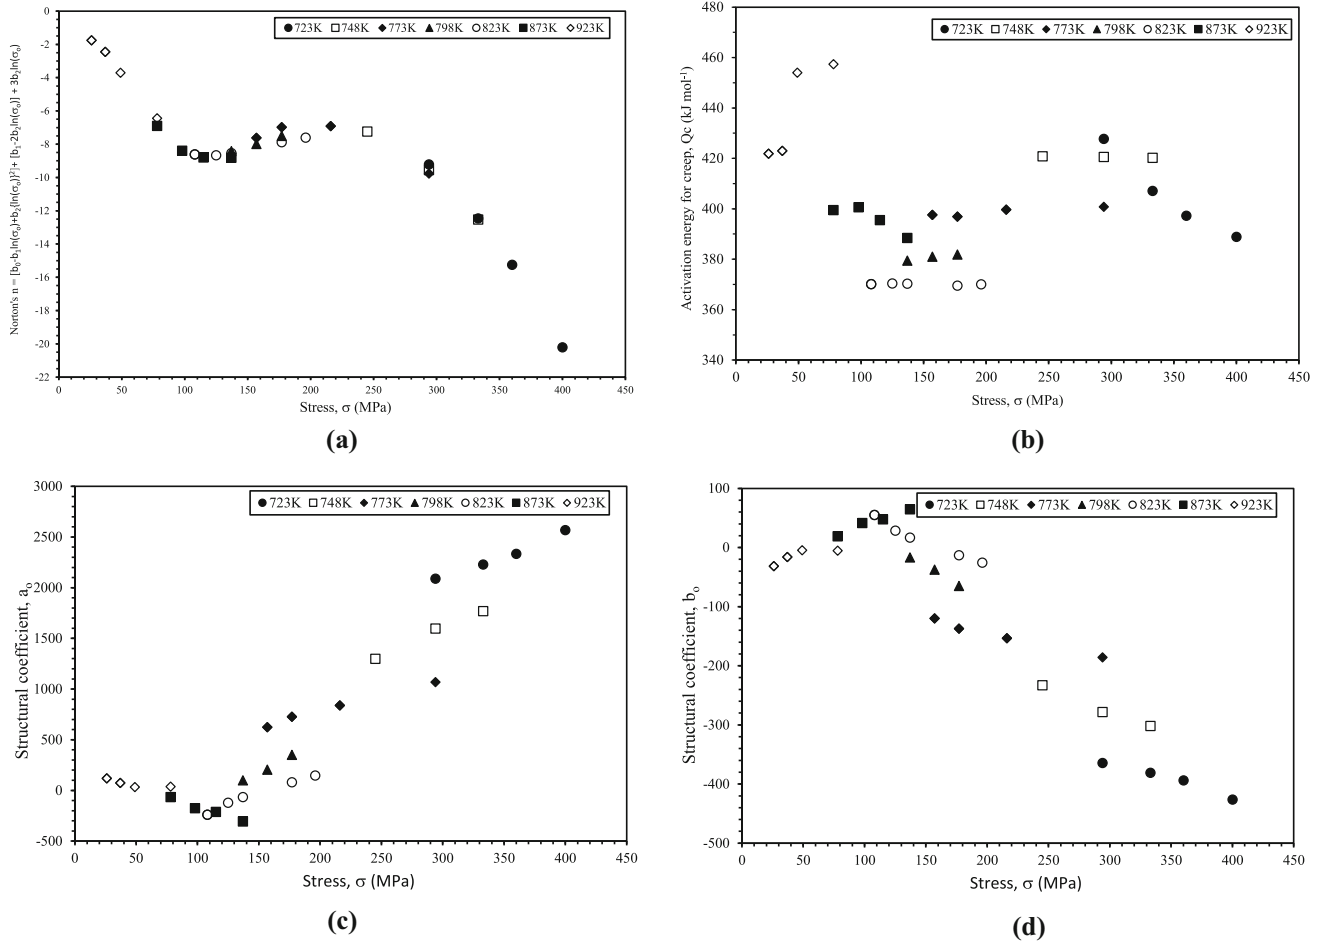 0
-2
-4
-6
-8
-10
-12
-14
-16
-18
-20
-22
0 50 100 150 200 250 300 350 400 450
723K 748K 773K 798K 823K 873K 923K
Norton's n = [b₀-b₁ln(σₒ)+b₂{ln(σₒ)}²]+ [b₁-2b₂ln(σₒ)] + 3b₂ln(σₒ)
Stress, σ (MPa)
(a)
480
460
440
420
400
380
360
340
0 50 100 150 200 250 300 350 400 450
723K 748K 773K 798K 823K 873K 923K
Activation energy for creep, Qc (kJ mol⁻¹)
Stress, σ (MPa)
(b)
3000
2500
2000
1500
1000
500
0
-500
0 50 100 150 200 250 300 350 400 450
723K 748K 773K 798K 823K 873K 923K
Structural coefficient, aₒ
Stress, σ (MPa)
(c)
100
0
-100
-200
-300
-400
-500
0 50 100 150 200 250 300 350 400 450
723K 748K 773K 798K 823K 873K 923K
Structural coefficient, bₒ
Stress, σ (MPa)
(d)